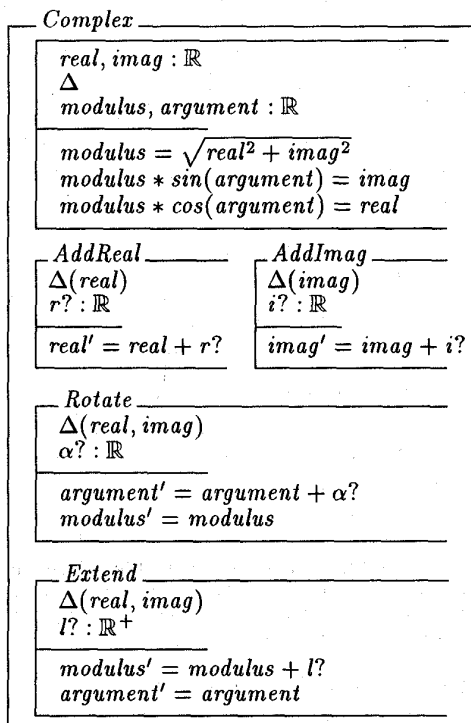 Complex
real, imag : ℝ
Δ
modulus, argument : ℝ
modulus = √(real² + imag²)
modulus * sin(argument) = imag
modulus * cos(argument) = real
AddReal
Δ(real)
r? : ℝ
real′ = real + r?
AddImag
Δ(imag)
i? : ℝ
imag′ = imag + i?
Rotate
Δ(real, imag)
α? : ℝ
argument′ = argument + α?
modulus′ = modulus
Extend
Δ(real, imag)
l? : ℝ⁺
modulus′ = modulus + l?
argument′ = argument